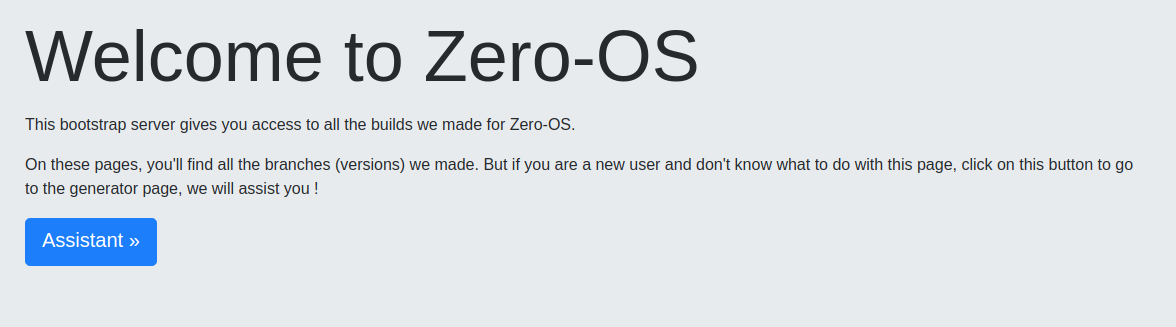 Welcome to Zero-OS
This bootstrap server gives you access to all the builds we made for Zero-OS.
On these pages, you'll find all the branches (versions) we made. But if you are a new user and don't know what to do with this page, click on this button to go
to the generator page, we will assist you !
Assistant »